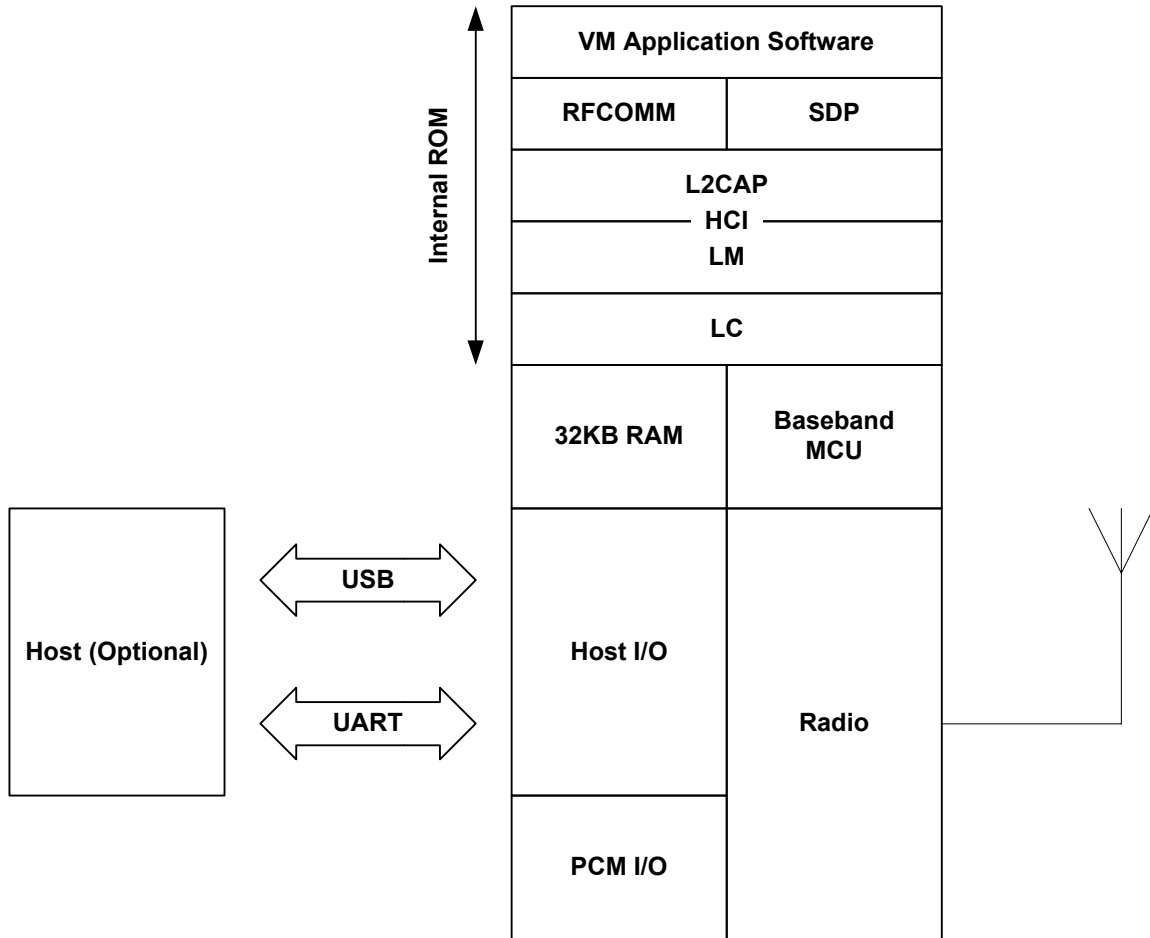 VM Application Software
RFCOMM
SDP
Internal ROM
L2CAP
HCI
LM
LC
32KB RAM
Baseband
MCU
USB
Host (Optional)
Host I/O
UART
Radio
PCM I/O